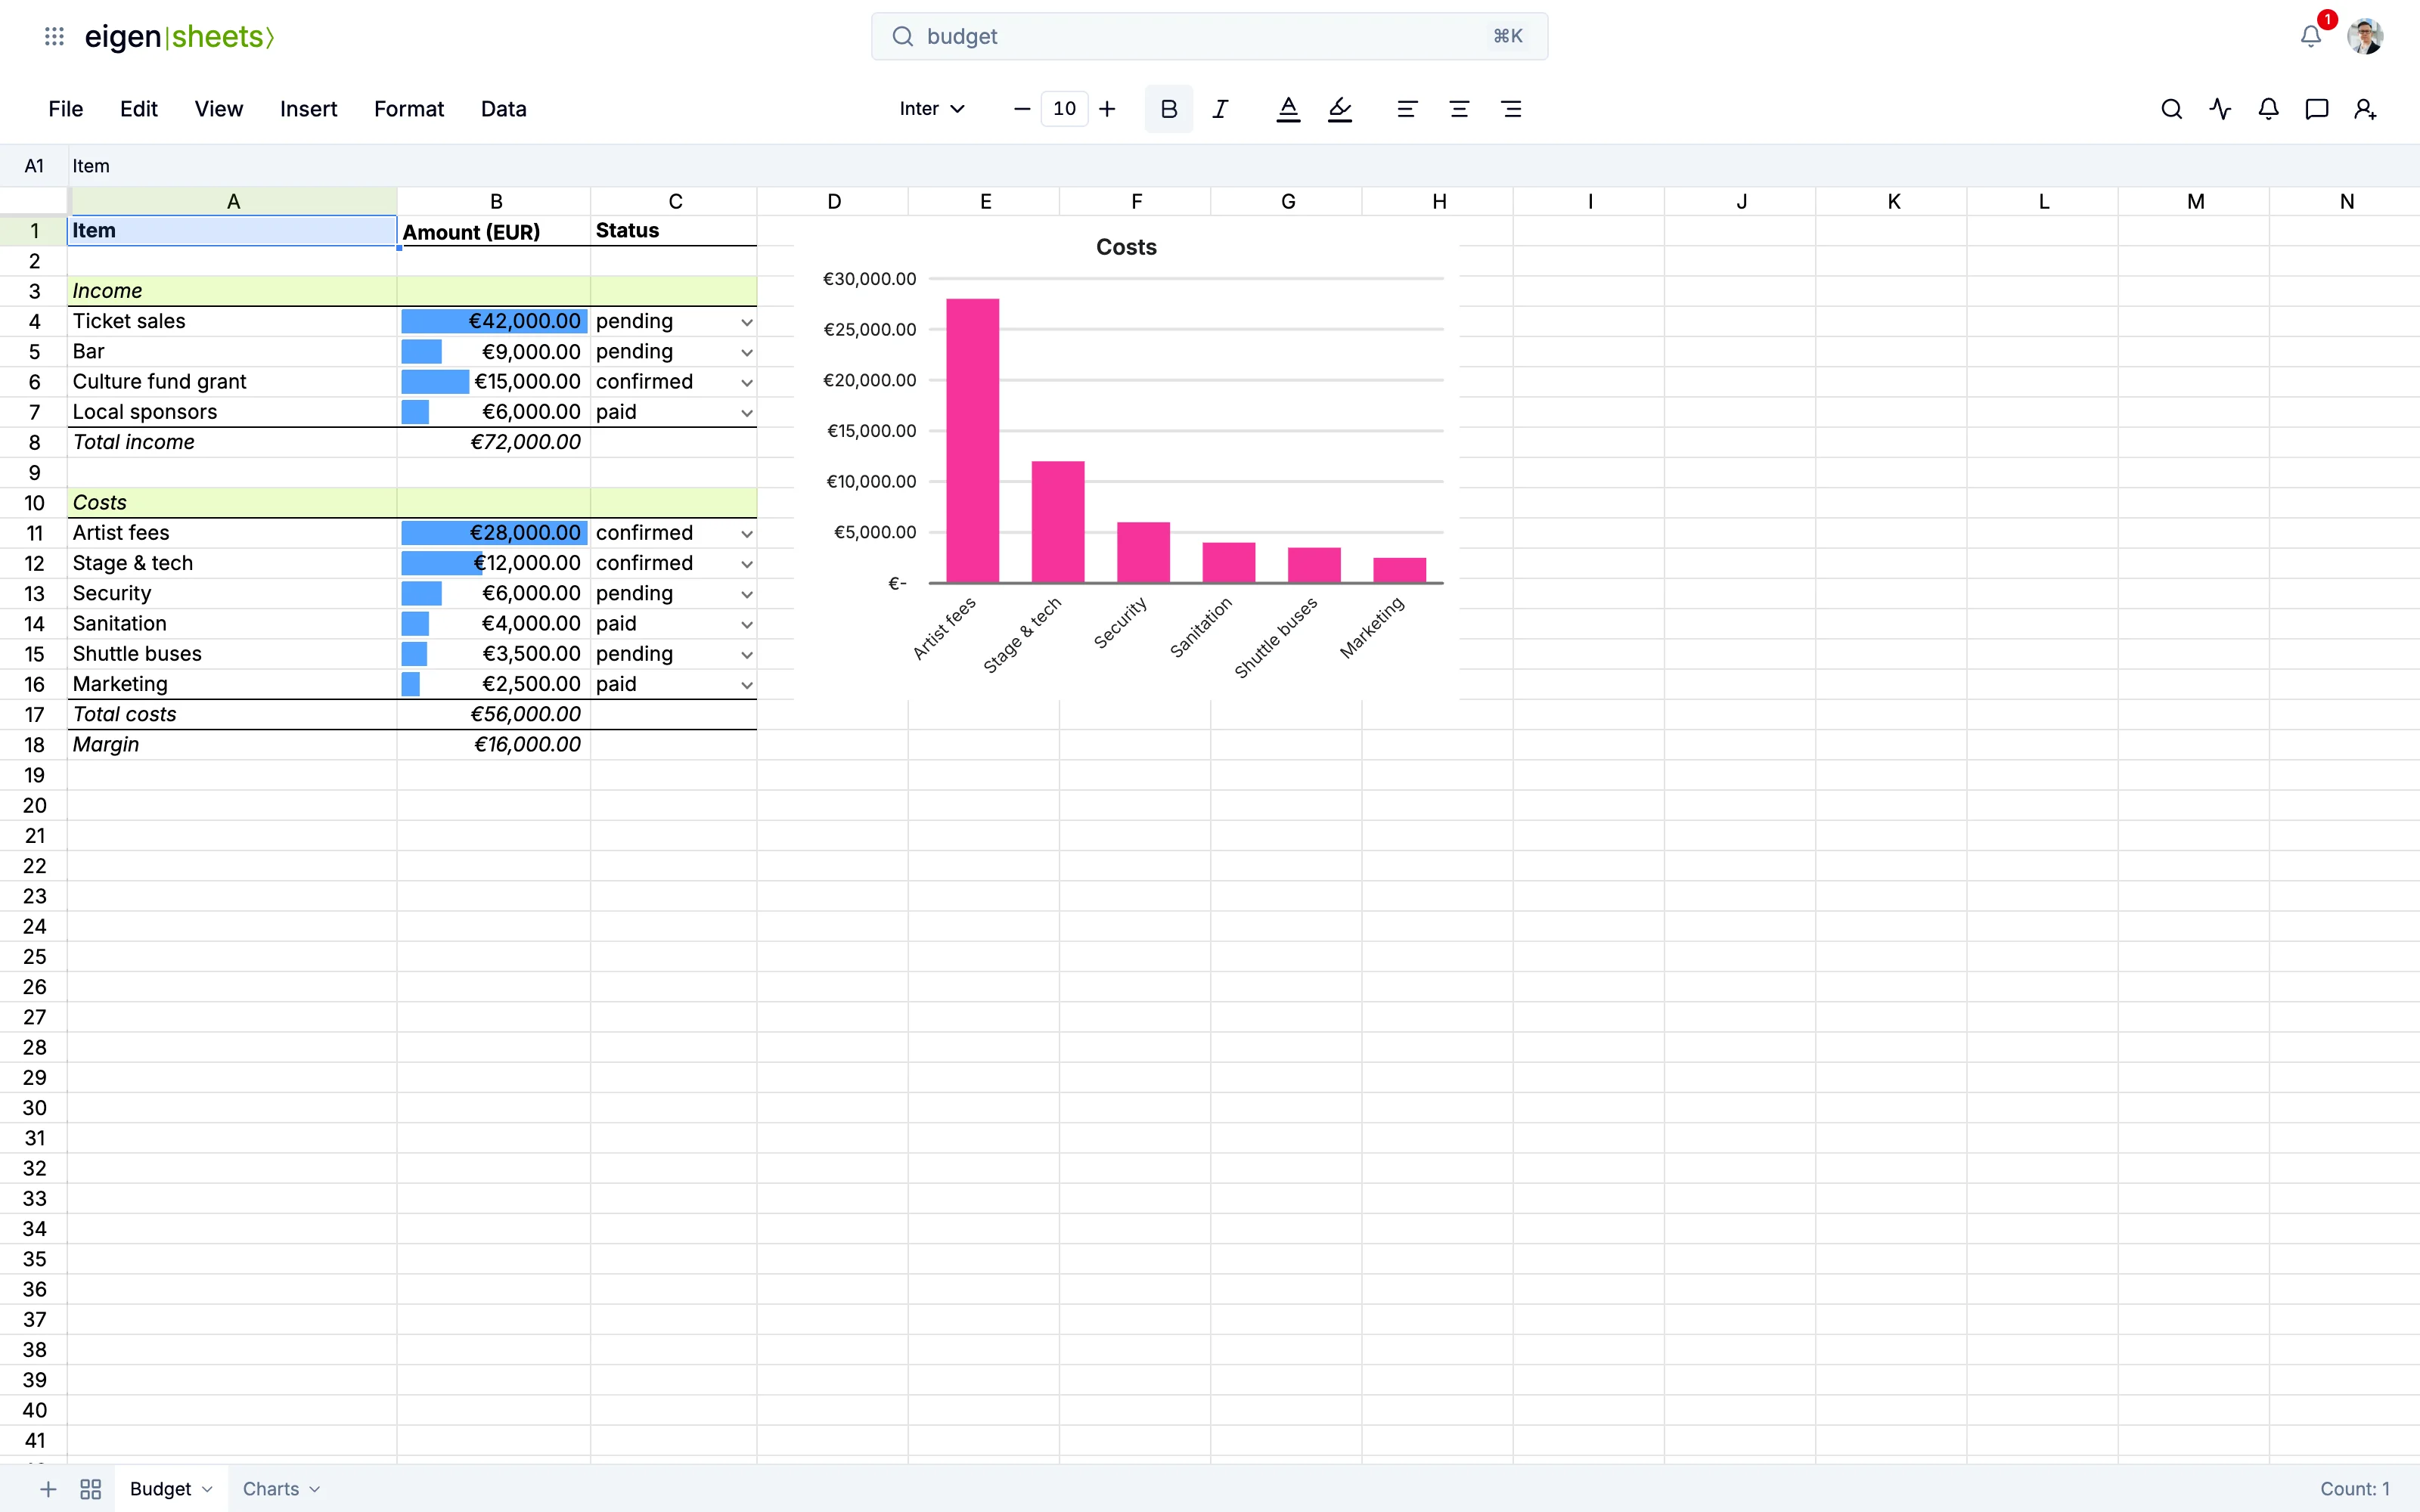 eigen|sheets⟩
budget ⌘K
1
File Edit View Insert Format Data
Inter 10 B I A
A1 Item
A B C D E F G H I J K L M N
1 Item Amount (EUR) Status
2
3 Income
4 Ticket sales €42,000.00 pending
5 Bar €9,000.00 pending
6 Culture fund grant €15,000.00 confirmed
7 Local sponsors €6,000.00 paid
8 Total income €72,000.00
9
10 Costs
11 Artist fees €28,000.00 confirmed
12 Stage & tech €12,000.00 confirmed
13 Security €6,000.00 pending
14 Sanitation €4,000.00 paid
15 Shuttle buses €3,500.00 pending
16 Marketing €2,500.00 paid
17 Total costs €56,000.00
18 Margin €16,000.00
19
20
21
22
23
24
25
26
27
28
29
30
31
32
33
34
35
36
37
38
39
40
41
Costs
€30,000.00
€25,000.00
€20,000.00
€15,000.00
€10,000.00
€5,000.00
€-
Artist fees
Stage & tech
Security
Sanitation
Shuttle buses
Marketing
Budget Charts Count: 1